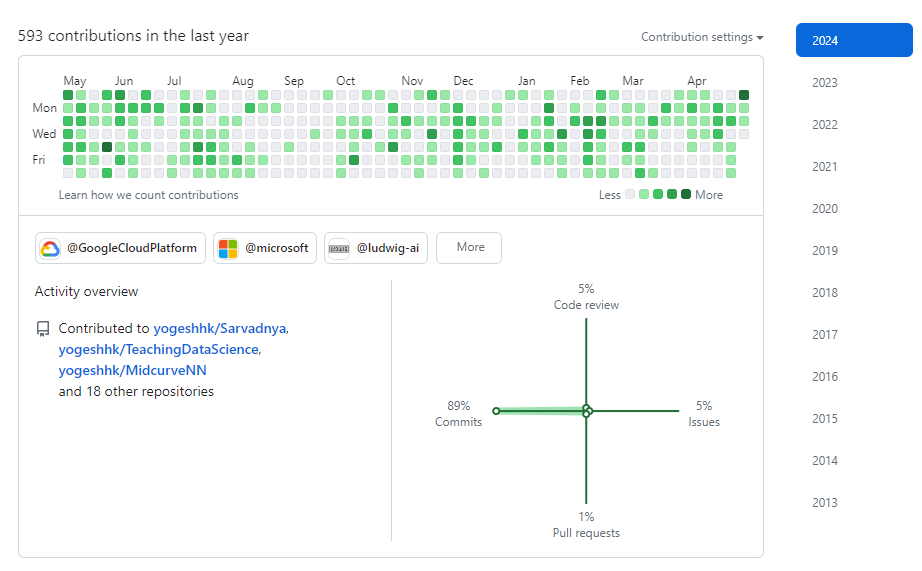 593 contributions in the last year
Contribution settings
May Jun Jul Aug Sep Oct Nov Dec Jan Feb Mar Apr
Mon
Wed
Fri
Learn how we count contributions
Less More
@GoogleCloudPlatform @microsoft @ludwig-ai More
Activity overview
Contributed to yogeshhk/Sarvadnya,
yogeshhk/TeachingDataScience,
yogeshhk/MidcurveNN
and 18 other repositories
5%
Code review
89%
Commits
5%
Issues
1%
Pull requests
2024
2023
2022
2021
2020
2019
2018
2017
2016
2015
2014
2013